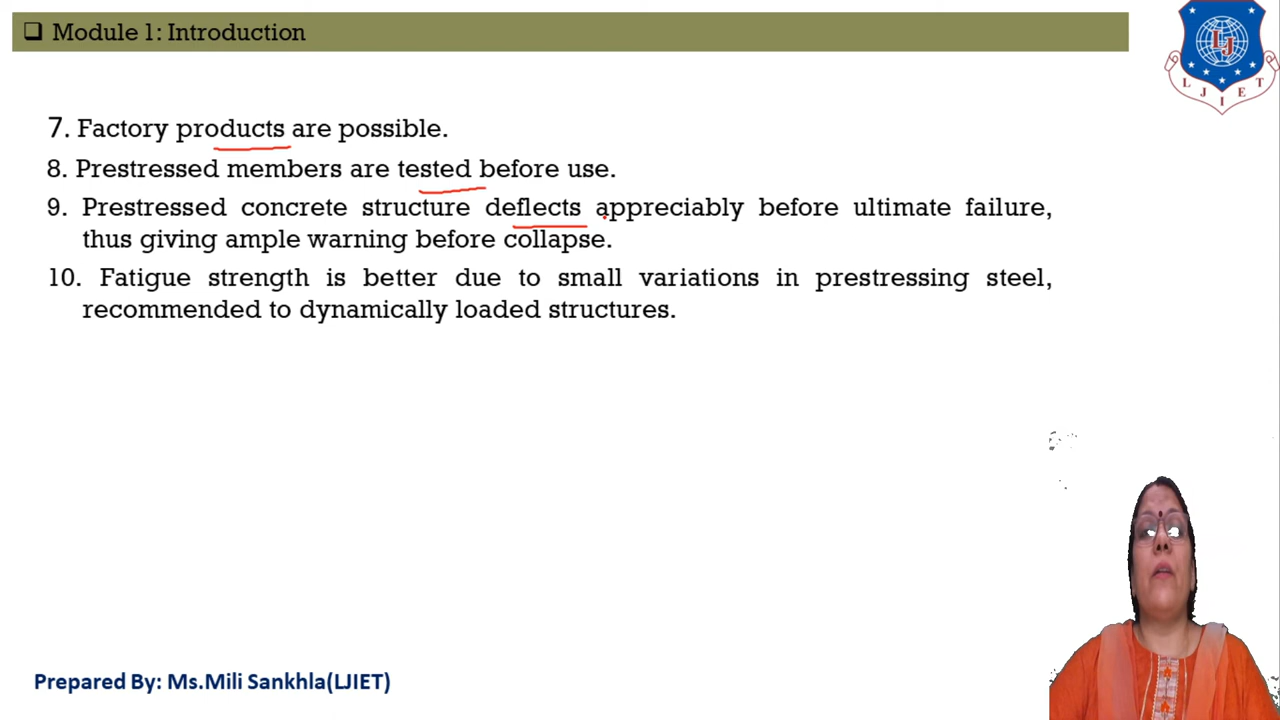 ❑ Module 1: Introduction
LJ
LJIET
7. Factory products are possible.
8. Prestressed members are tested before use.
9. Prestressed concrete structure deflects appreciably before ultimate failure,
thus giving ample warning before collapse.
10. Fatigue strength is better due to small variations in prestressing steel,
recommended to dynamically loaded structures.
Prepared By: Ms.Mili Sankhla(LJIET)